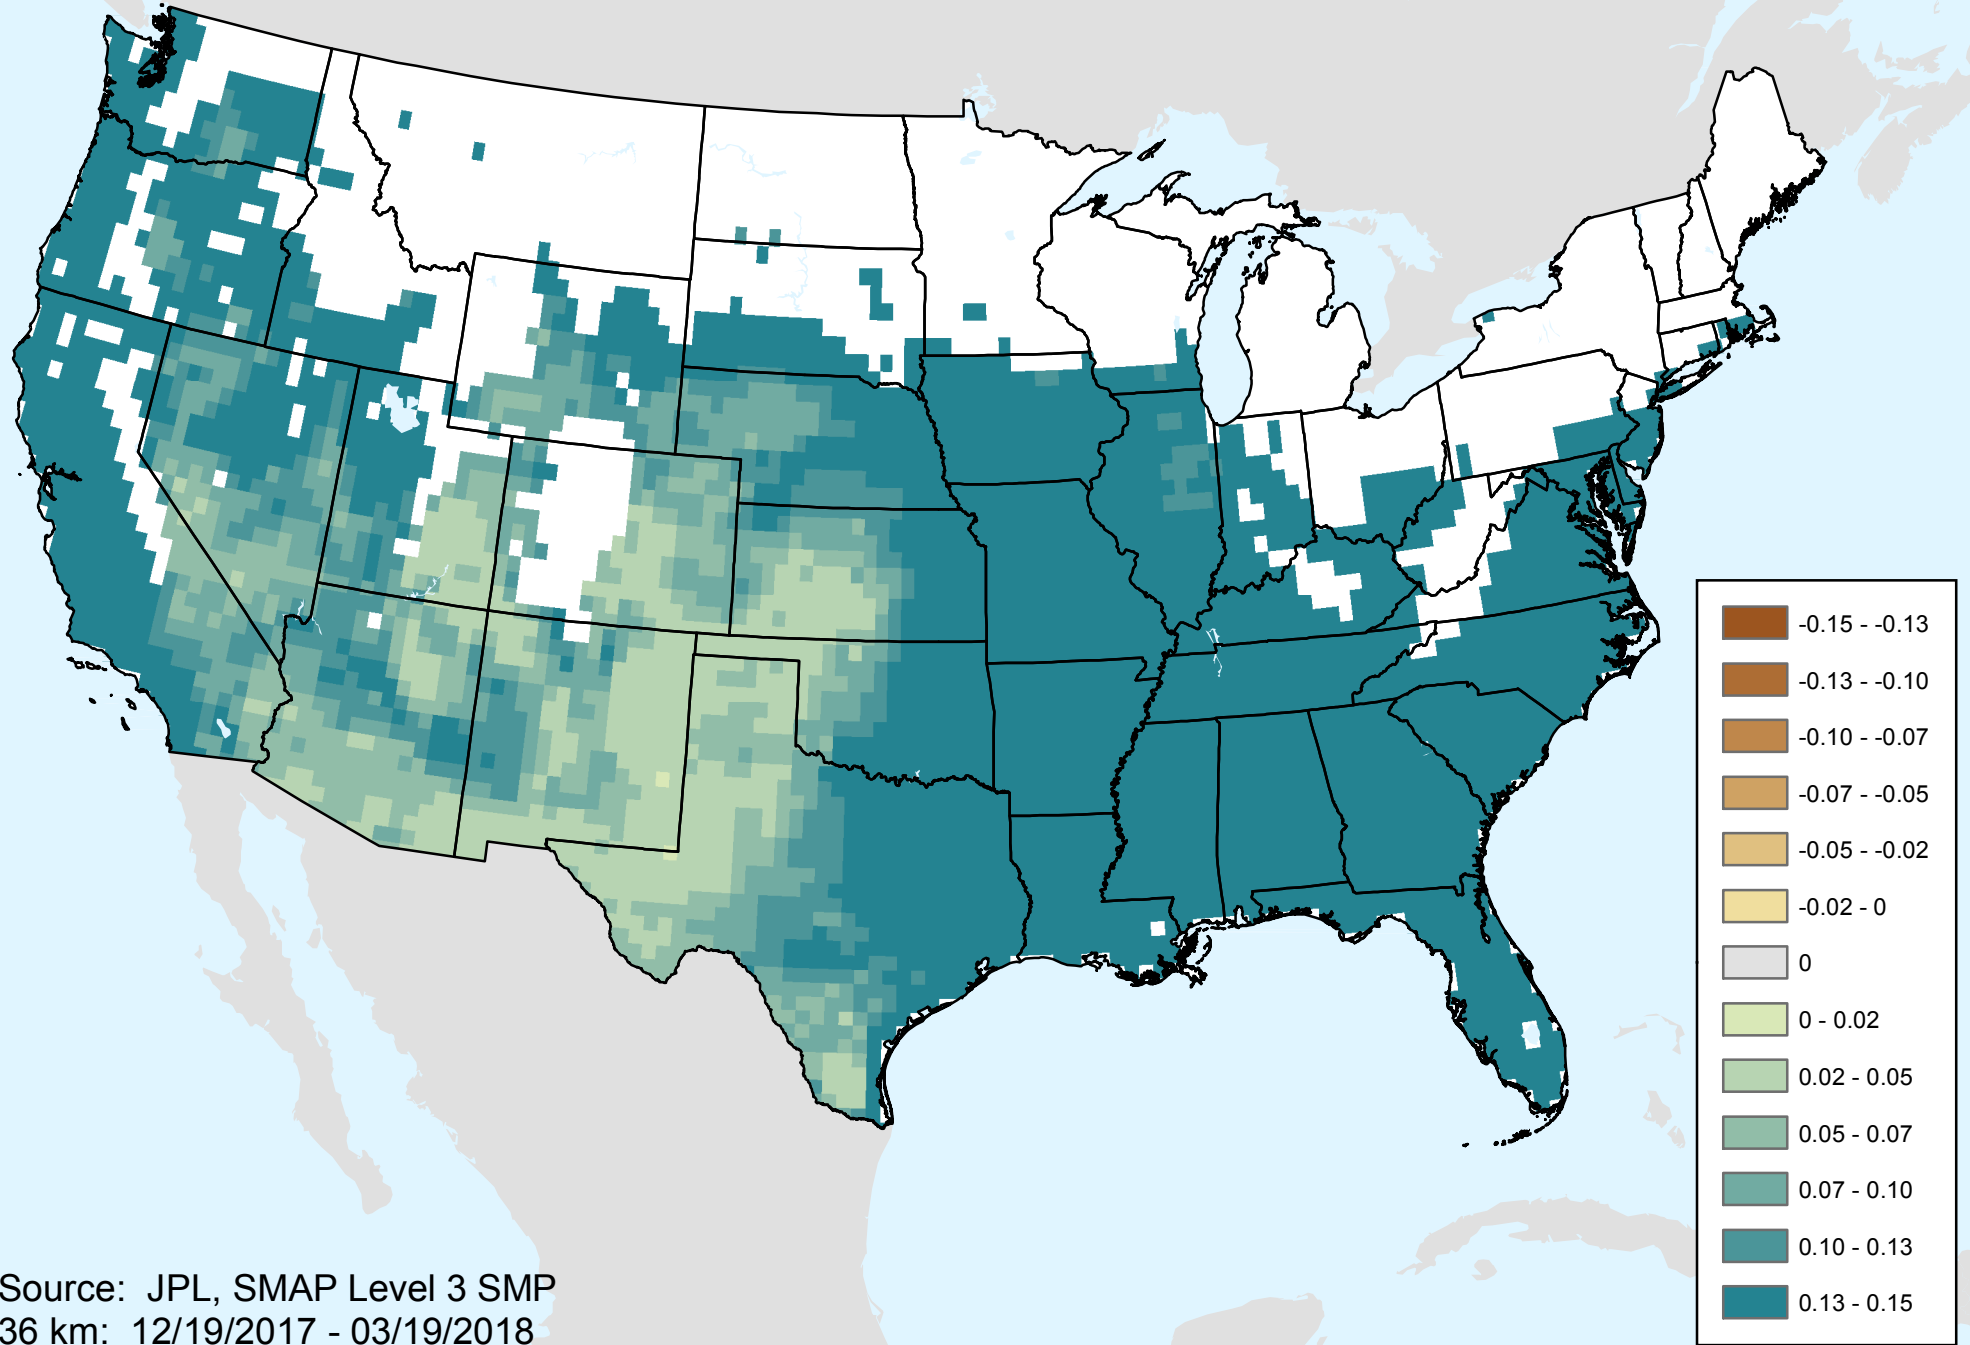 -0.15 - -0.13
-0.13 - -0.10
-0.10 - -0.07
-0.07 - -0.05
-0.05 - -0.02
-0.02 - 0
0
0 - 0.02
0.02 - 0.05
0.05 - 0.07
0.07 - 0.10
0.10 - 0.13
0.13 - 0.15
Source: JPL, SMAP Level 3 SMP
36 km: 12/19/2017 - 03/19/2018